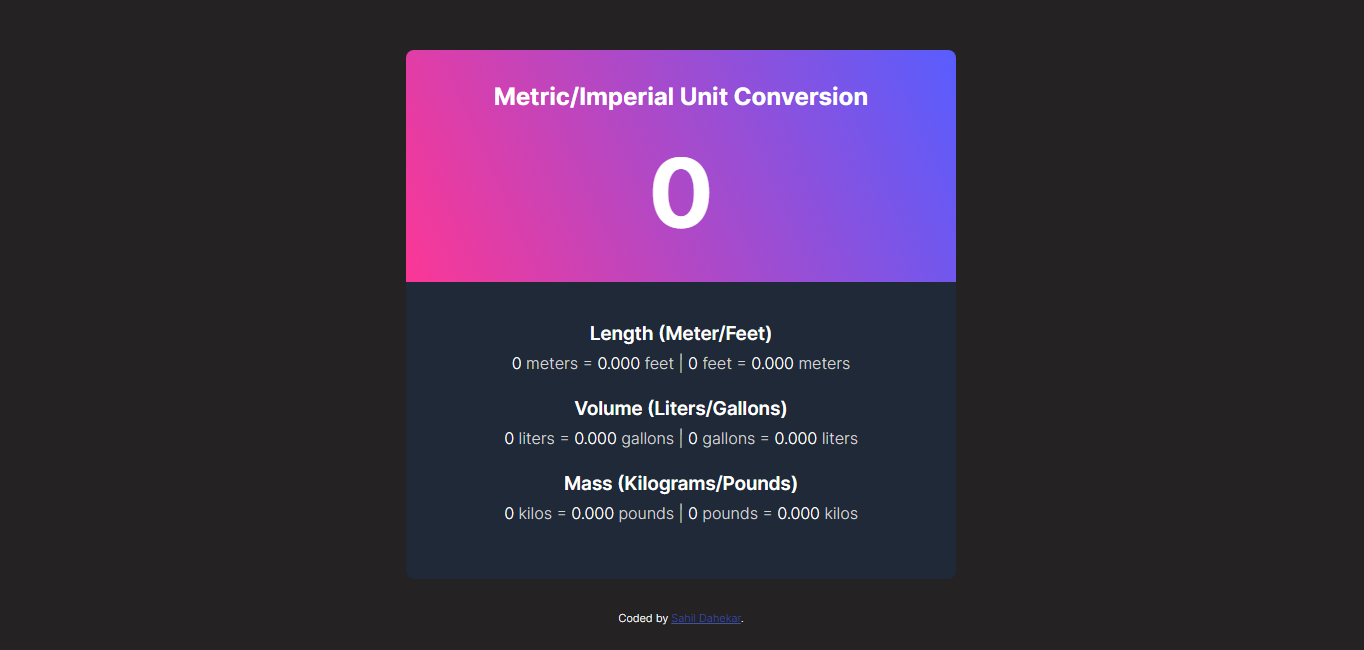 Metric/Imperial Unit Conversion
0
Length (Meter/Feet)
0 meters = 0.000 feet | 0 feet = 0.000 meters
Volume (Liters/Gallons)
0 liters = 0.000 gallons | 0 gallons = 0.000 liters
Mass (Kilograms/Pounds)
0 kilos = 0.000 pounds | 0 pounds = 0.000 kilos
Coded by Sahil Dahekar.